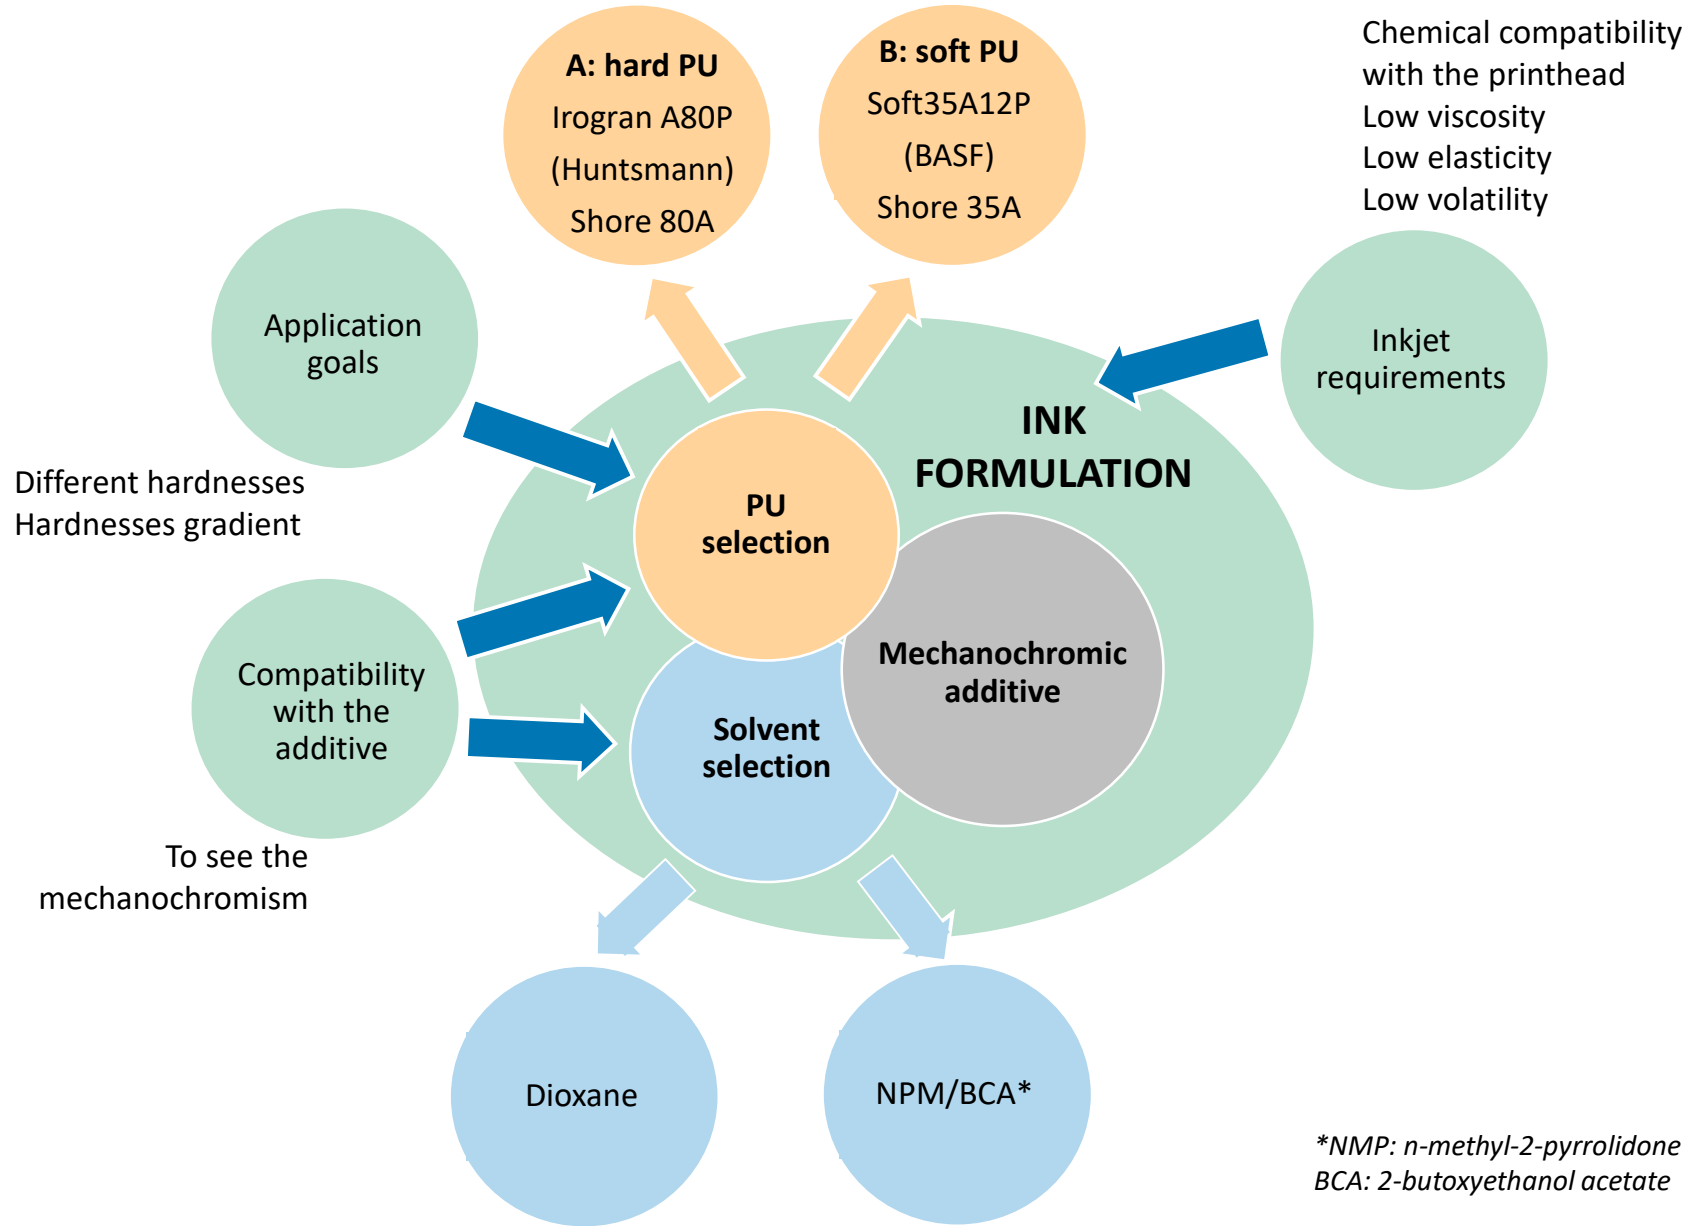 A: hard PU
Irogran A80P
(Huntsmann)
Shore 80A
B: soft PU
Soft35A12P
(BASF)
Shore 35A
Chemical compatibility
with the printhead
Low viscosity
Low elasticity
Low volatility
Application
goals
Inkjet
requirements
INK
FORMULATION
Different hardnesses
Hardnesses gradient
PU
selection
Mechanochromic
additive
Compatibility
with the
additive
Solvent
selection
To see the
mechanochromism
Dioxane
NPM/BCA*
*NMP: n-methyl-2-pyrrolidone
BCA: 2-butoxyethanol acetate